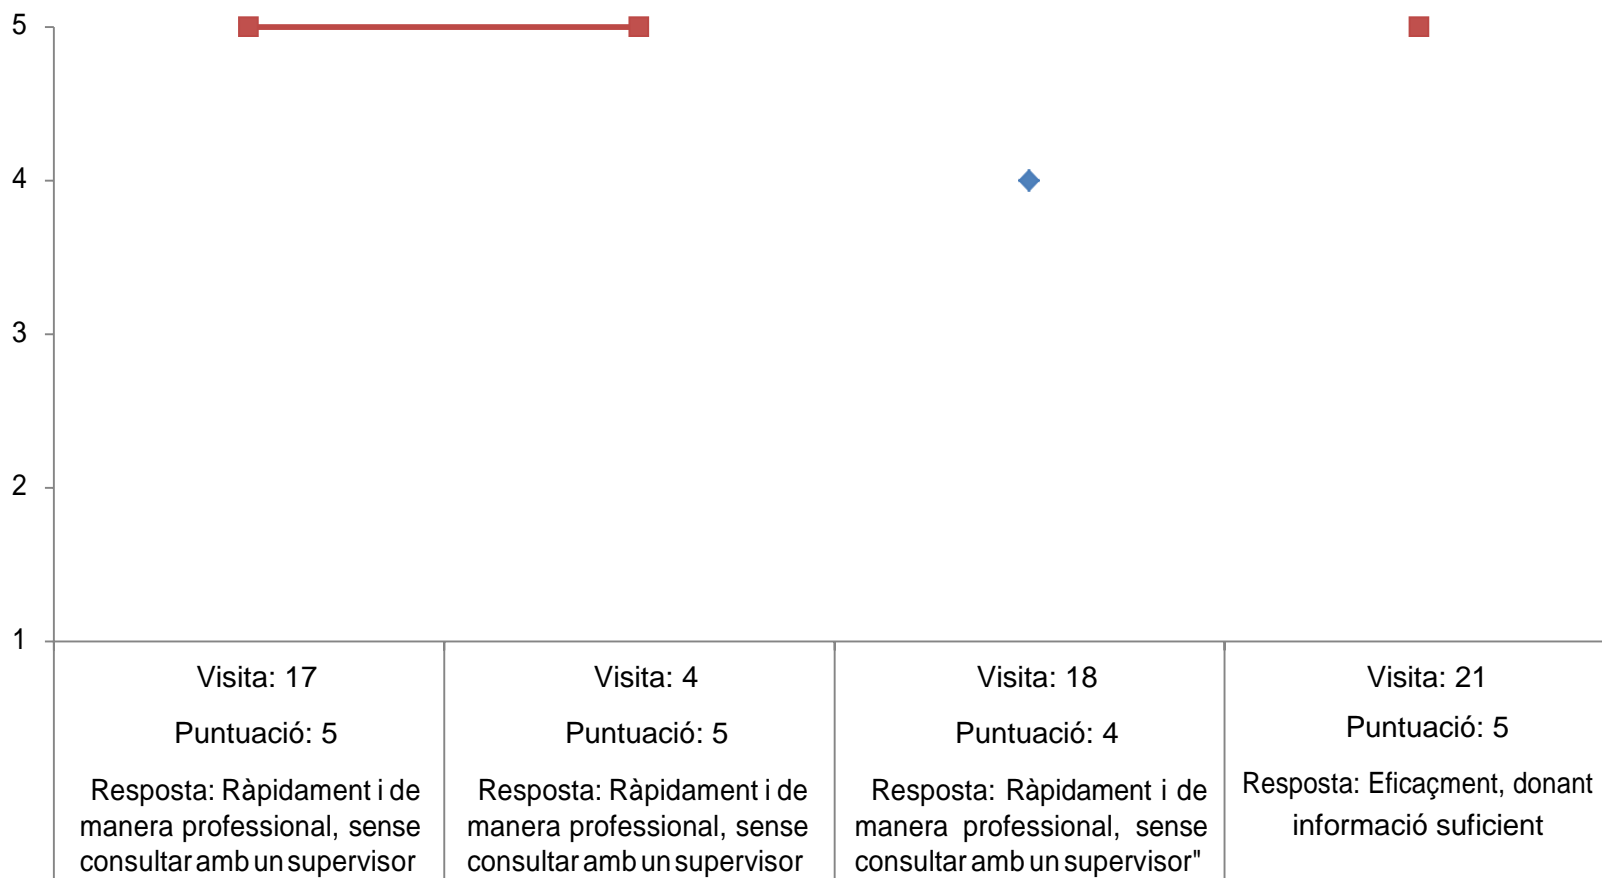 5
4
3
2
1
Visita: 17
Puntuació: 5
Resposta: Ràpidament i de
manera professional, sense
consultar amb un supervisor
Visita: 4
Puntuació: 5
Resposta: Ràpidament i de
manera professional, sense
consultar amb un supervisor
Visita: 18
Puntuació: 4
Resposta: Ràpidament i de
manera professional, sense
consultar amb un supervisor"
Visita: 21
Puntuació: 5
Resposta: Eficaçment, donant
informació suficient